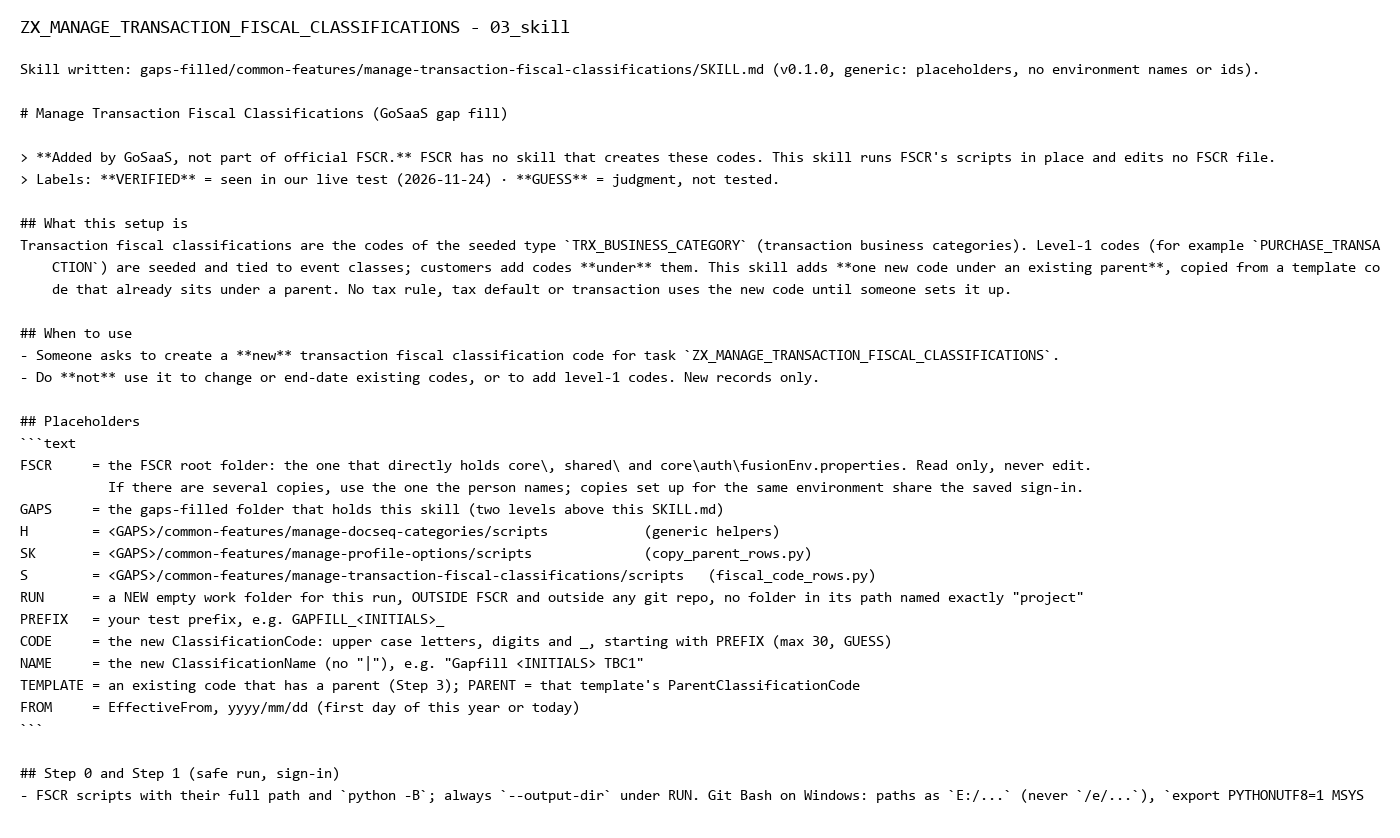 ZX_MANAGE_TRANSACTION_FISCAL_CLASSIFICATIONS - 03_skill
Skill written: gaps-filled/common-features/manage-transaction-fiscal-classifications/SKILL.md (v0.1.0, generic: placeholders, no environment names or ids).
# Manage Transaction Fiscal Classifications (GoSaaS gap fill)
> **Added by GoSaaS, not part of official FSCR.** FSCR has no skill that creates these codes. This skill runs FSCR's scripts in place and edits no FSCR file.
> Labels: **VERIFIED** = seen in our live test (2026-11-24) · **GUESS** = judgment, not tested.
## What this setup is
Transaction fiscal classifications are the codes of the seeded type `TRX_BUSINESS_CATEGORY` (transaction business categories). Level-1 codes (for example `PURCHASE_TRANSA
CTION`) are seeded and tied to event classes; customers add codes **under** them. This skill adds **one new code under an existing parent**, copied from a template co
de that already sits under a parent. No tax rule, tax default or transaction uses the new code until someone sets it up.
## When to use
- Someone asks to create a **new** transaction fiscal classification code for task `ZX_MANAGE_TRANSACTION_FISCAL_CLASSIFICATIONS`.
- Do **not** use it to change or end-date existing codes, or to add level-1 codes. New records only.
## Placeholders
```text
FSCR     = the FSCR root folder: the one that directly holds core\, shared\ and core\auth\fusionEnv.properties. Read only, never edit.
           If there are several copies, use the one the person names; copies set up for the same environment share the saved sign-in.
GAPS     = the gaps-filled folder that holds this skill (two levels above this SKILL.md)
H        = <GAPS>/common-features/manage-docseq-categories/scripts            (generic helpers)
SK       = <GAPS>/common-features/manage-profile-options/scripts              (copy_parent_rows.py)
S        = <GAPS>/common-features/manage-transaction-fiscal-classifications/scripts   (fiscal_code_rows.py)
RUN      = a NEW empty work folder for this run, OUTSIDE FSCR and outside any git repo, no folder in its path named exactly "project"
PREFIX   = your test prefix, e.g. GAPFILL_<INITIALS>_
CODE     = the new ClassificationCode: upper case letters, digits and _, starting with PREFIX (max 30, GUESS)
NAME     = the new ClassificationName (no "|"), e.g. "Gapfill <INITIALS> TBC1"
TEMPLATE = an existing code that has a parent (Step 3); PARENT = that template's ParentClassificationCode
FROM     = EffectiveFrom, yyyy/mm/dd (first day of this year or today)
```
## Step 0 and Step 1 (safe run, sign-in)
- FSCR scripts with their full path and `python -B`; always `--output-dir` under RUN. Git Bash on Windows: paths as `E:/...` (never `/e/...`), `export PYTHONUTF8=1 MSYS